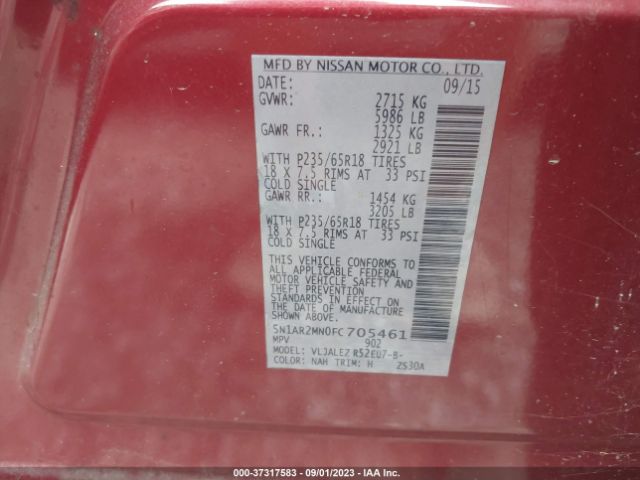 MFD BY NISSAN MOTOR CO., LTD.
DATE: 09/15
GVWR: 2715 KG
5986 LB
GAWR FR.: 1325 KG
2921 LB
WITH P235/65R18 TIRES
18 X 7.5 RIMS AT 33 PSI
COLD SINGLE
GAWR RR.: 1454 KG
3205 LB
WITH P235/65R18 TIRES
18 X 7.5 RIMS AT 33 PSI
COLD SINGLE
THIS VEHICLE CONFORMS TO
ALL APPLICABLE FEDERAL
MOTOR VEHICLE SAFETY AND
THEFT PREVENTION
STANDARDS IN EFFECT ON
THE DATE OF MANUFACTURE
SHOWN ABOVE.
5N1AR2MN0FC705461
MPV 902
MODEL: VLJALEZ R52EU7-B-
COLOR: NAH TRIM: H 2S30A
000-37317583 - 09/01/2023 - IAA Inc.